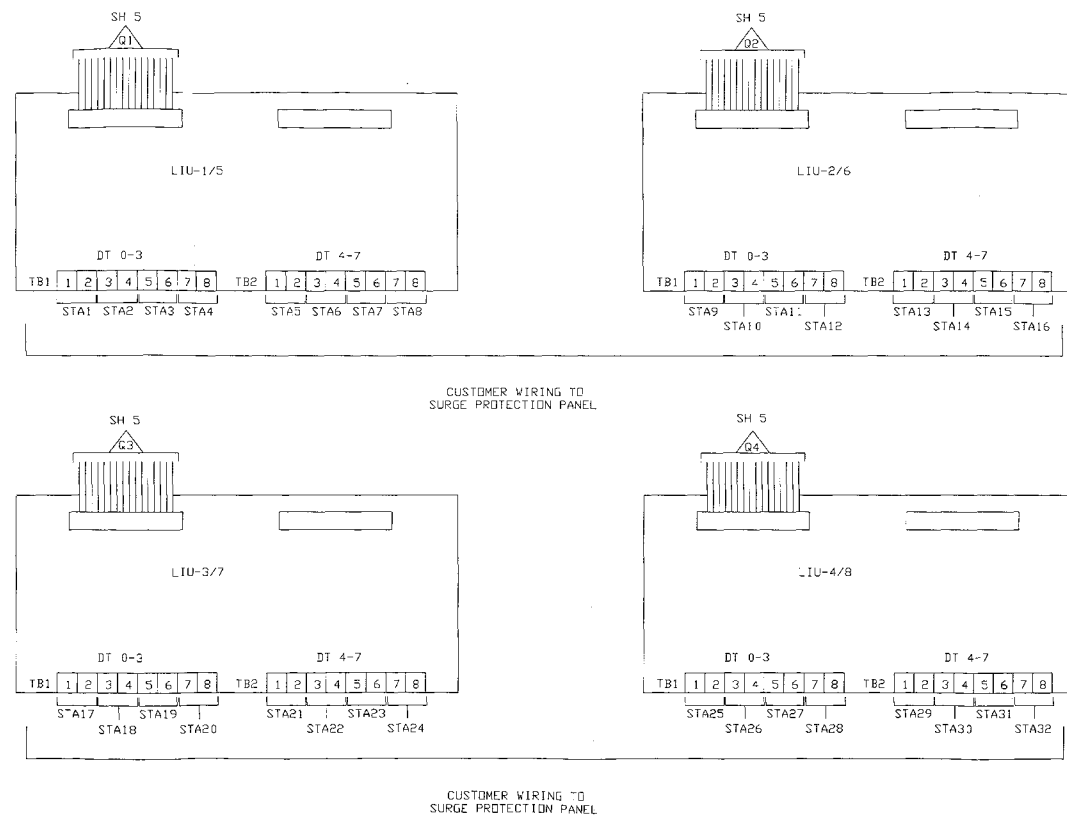 SH 5 SH 5
Q1 Q2
LIU-1/5 LIU-2/6
DT 0-3 DT 4-7 DT 0-3 DT 4-7
TB1 1 2 3 4 5 6 7 8 TB2 1 2 3 4 5 6 7 8 TB1 1 2 3 4 5 6 7 8 TB2 1 2 3 4 5 6 7 8
STA1 STA2 STA3 STA4 STA5 STA6 STA7 STA8 STA9 STA11 STA13 STA15
STA10 STA12 STA14 STA16
CUSTOMER WIRING TO
SURGE PROTECTION PANEL
SH 5 SH 5
Q3 Q4
LIU-3/7 LIU-4/8
DT 0-3 DT 4-7 DT 0-3 DT 4-7
TB1 1 2 3 4 5 6 7 8 TB2 1 2 3 4 5 6 7 8 TB1 1 2 3 4 5 6 7 8 TB2 1 2 3 4 5 6 7 8
STA17 STA19 STA21 STA23 STA25 STA27 STA29 STA31
STA18 STA20 STA22 STA24 STA26 STA28 STA30 STA32
CUSTOMER WIRING TO
SURGE PROTECTION PANEL